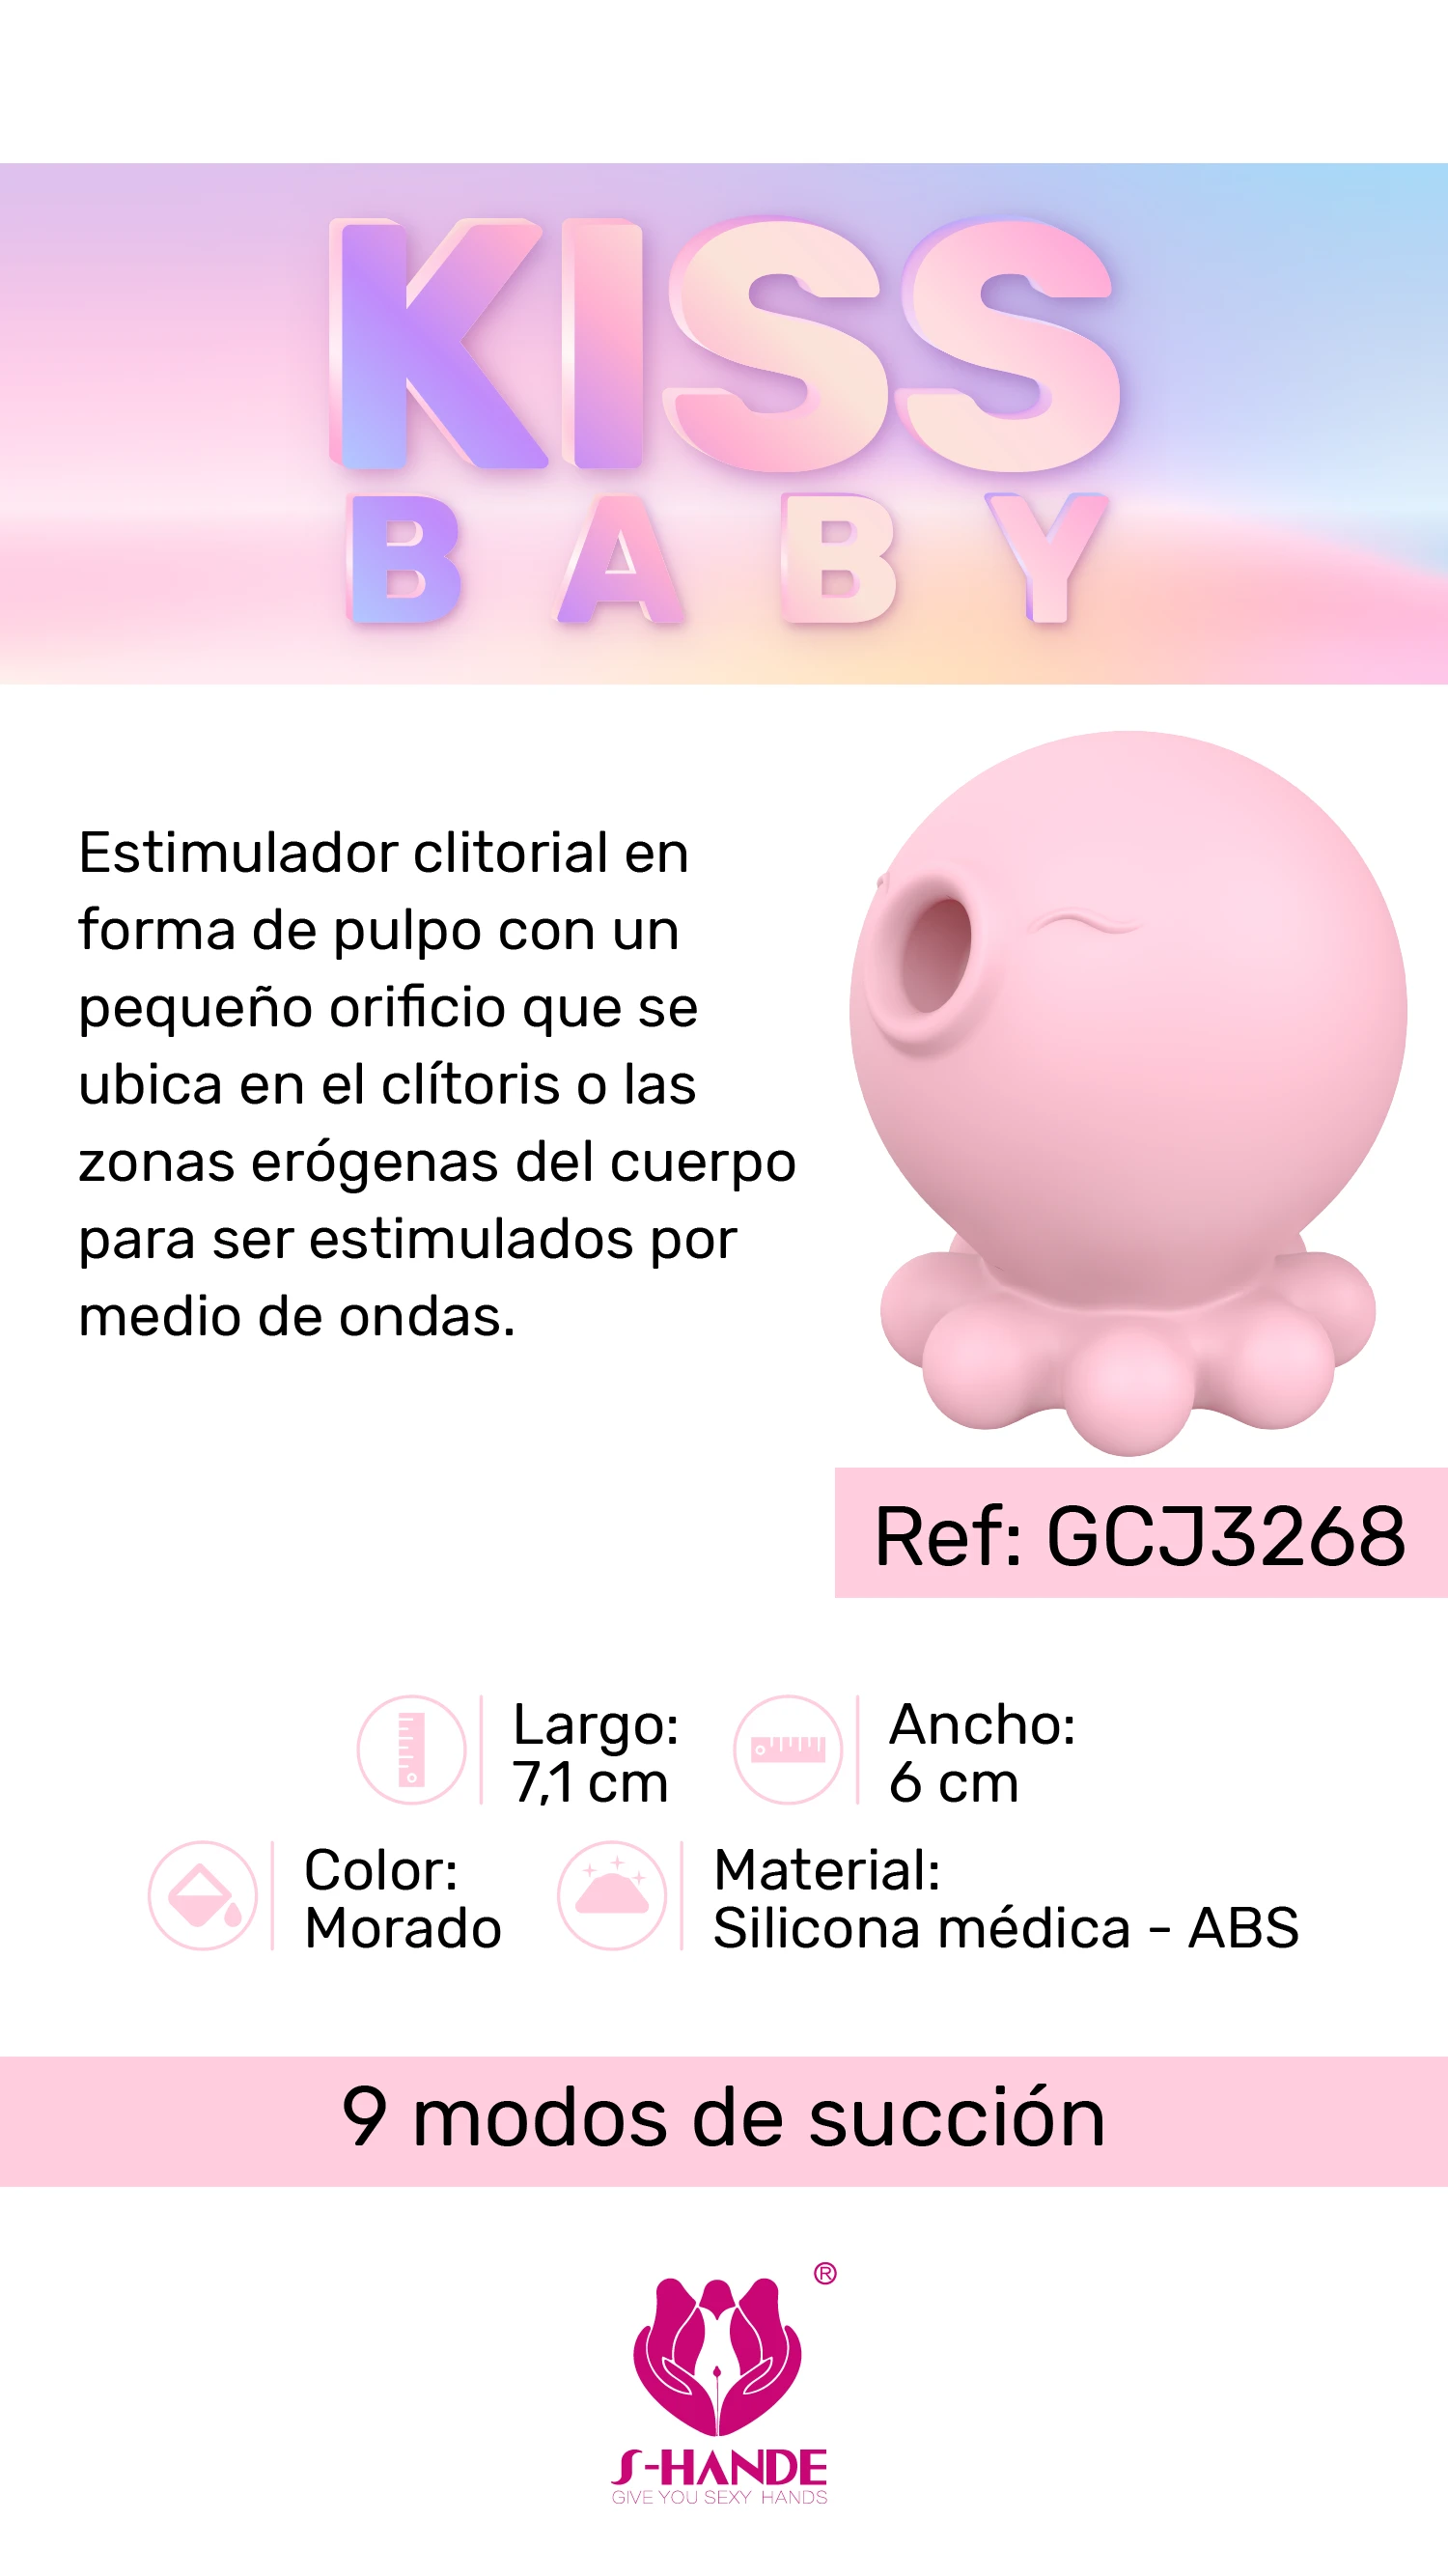 KISS
BABY
Estimulador clitorial en
forma de pulpo con un
pequeño orificio que se
ubica en el clítoris o las
zonas erógenas del cuerpo
para ser estimulados por
medio de ondas.
Ref: GCJ3268
Largo:
7,1 cm
Ancho:
6 cm
Color:
Morado
Material:
Silicona médica - ABS
9 modos de succión
®
S-HANDE
GIVE YOU SEXY HANDS